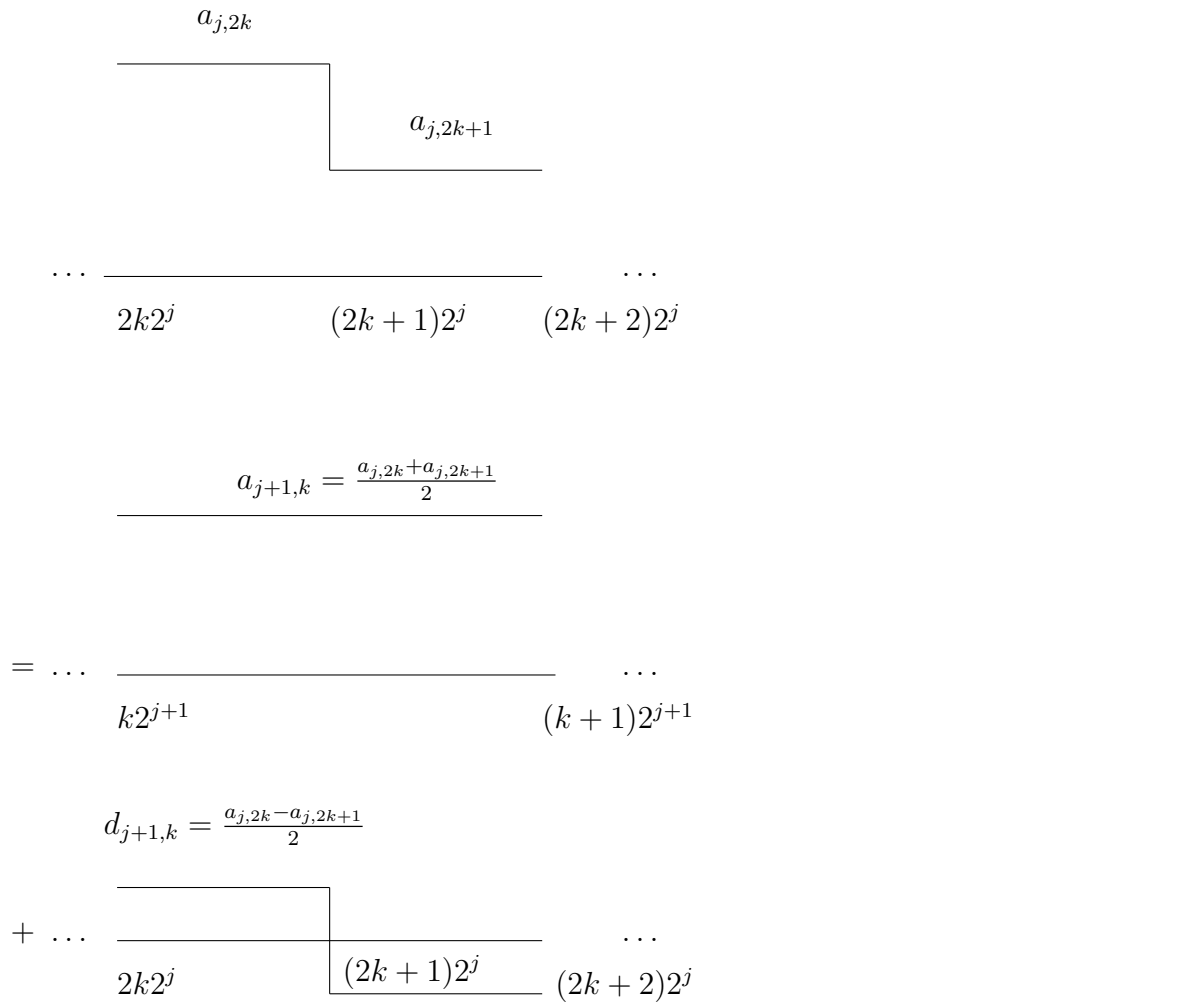 $a_{j,2k}$
$a_{j,2k+1}$
… …
$2k2^j$ $(2k+1)2^j$ $(2k+2)2^j$
$a_{j+1,k} = \frac{a_{j,2k}+a_{j,2k+1}}{2}$
= … …
$k2^{j+1}$ $(k+1)2^{j+1}$
$d_{j+1,k} = \frac{a_{j,2k}-a_{j,2k+1}}{2}$
+ … …
$2k2^j$ $(2k+1)2^j$ $(2k+2)2^j$